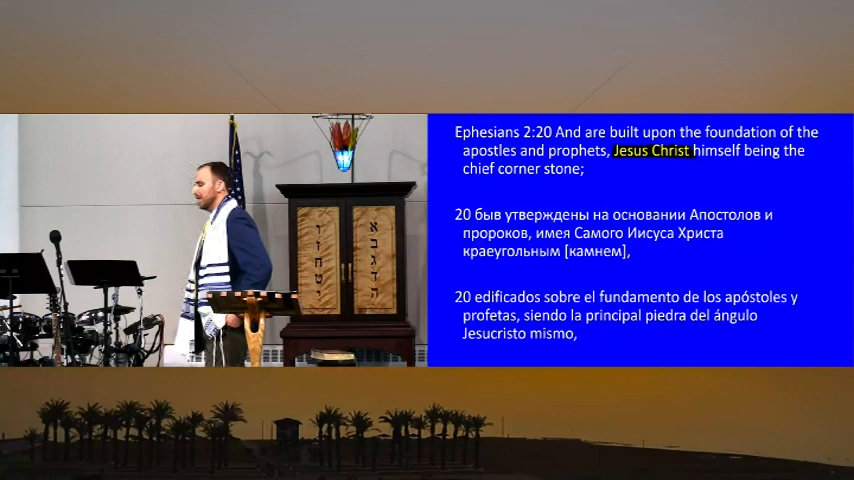 Ephesians 2:20 And are built upon the foundation of the
apostles and prophets, Jesus Christ himself being the
chief corner stone;
20 быв утверждены на основании Апостолов и
пророков, имея Самого Иисуса Христа
краеугольным [камнем],
20 edificados sobre el fundamento de los apóstoles y
profetas, siendo la principal piedra del ángulo
Jesucristo mismo,
א
ב
ג
ד
ה
ו
ז
ח
ט
י